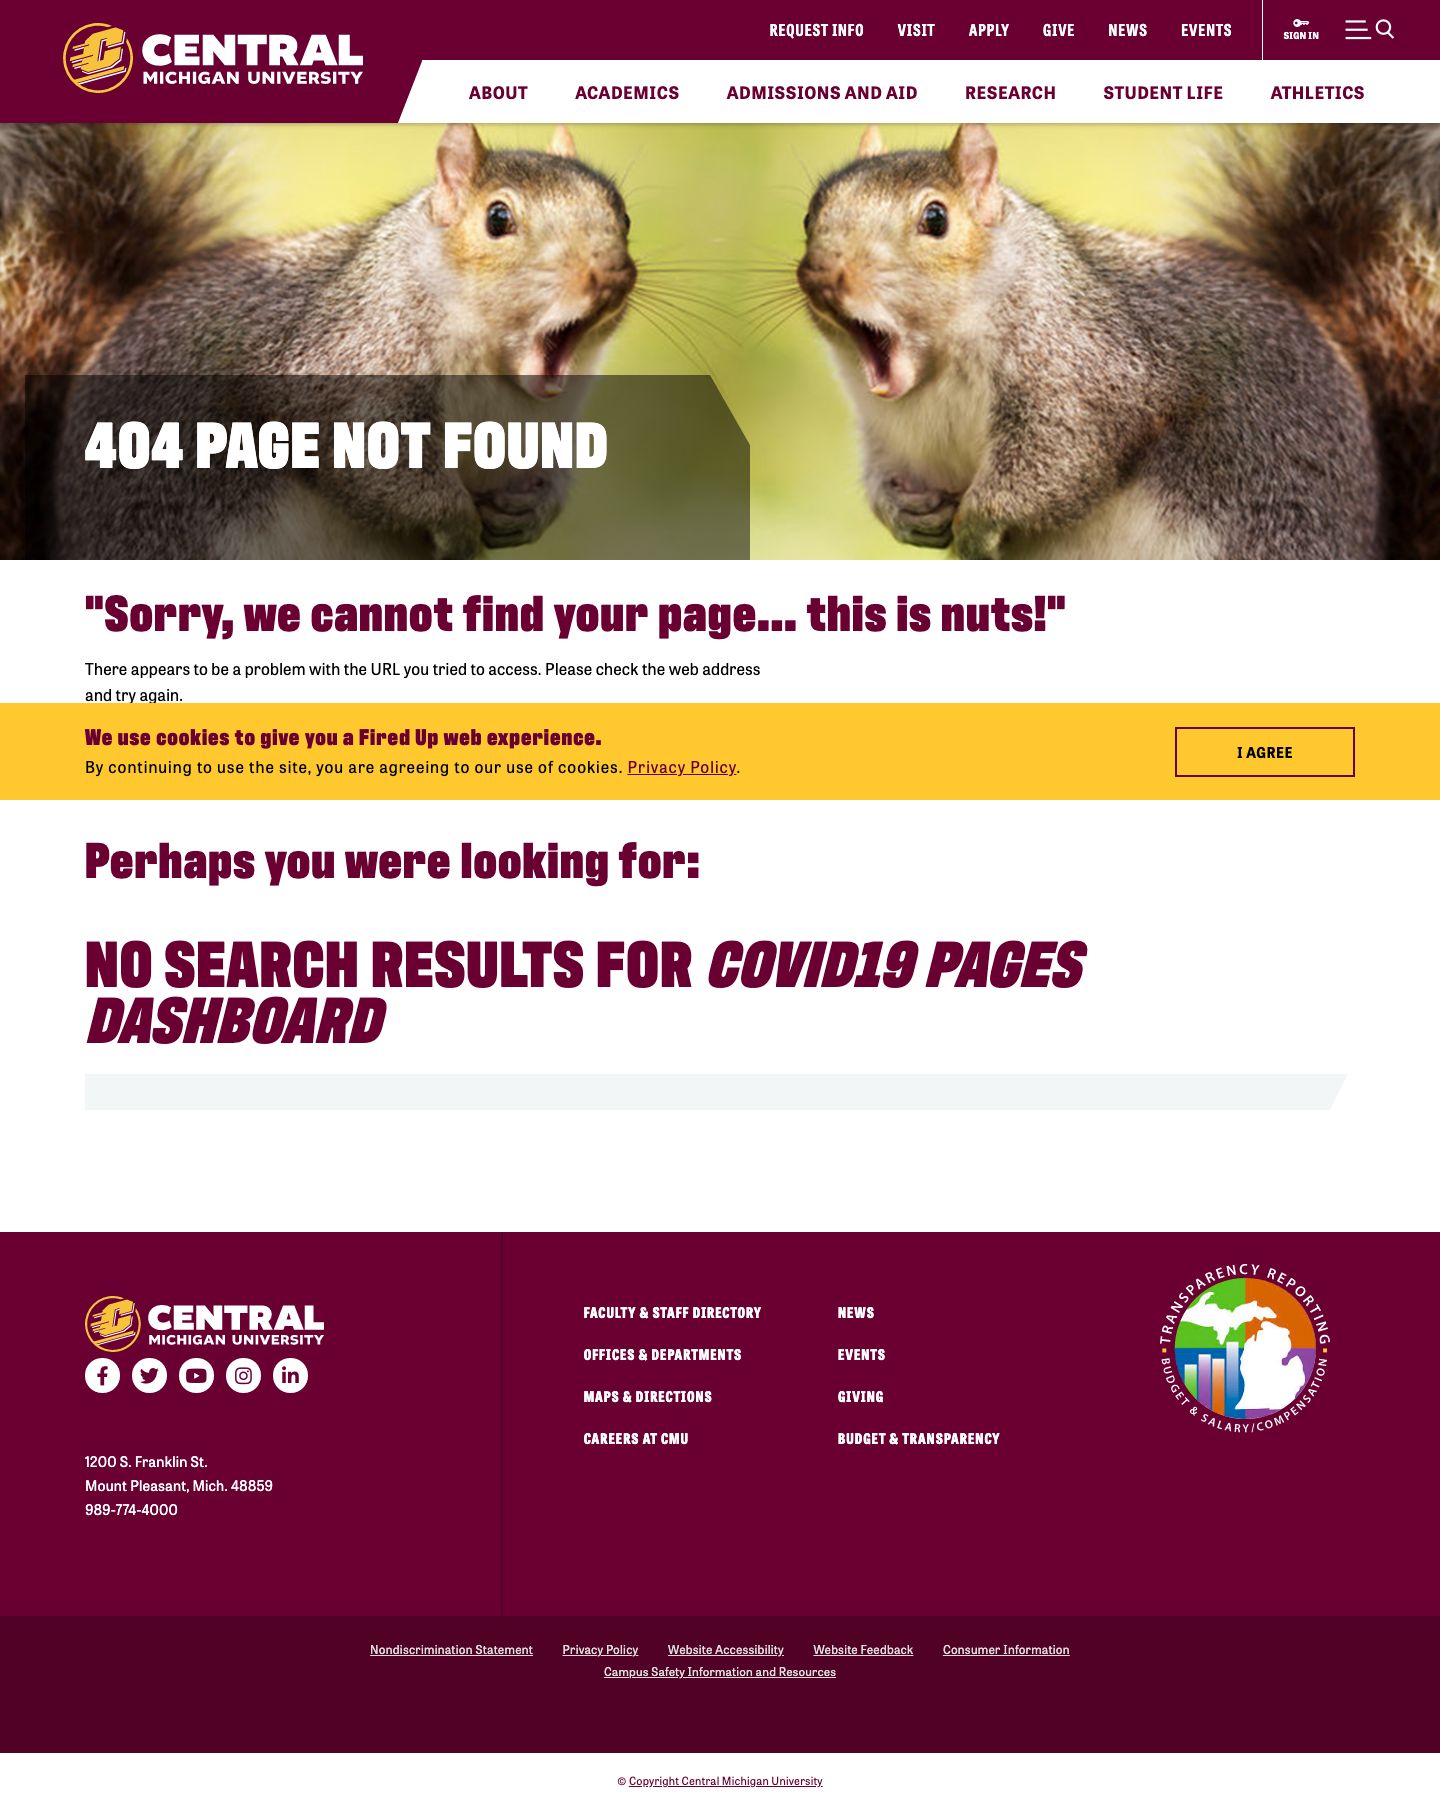 REQUEST INFO VISIT APPLY GIVE NEWS EVENTS SIGN IN
CENTRAL
MICHIGAN UNIVERSITY
ABOUT ACADEMICS ADMISSIONS AND AID RESEARCH STUDENT LIFE ATHLETICS
404 PAGE NOT FOUND
"Sorry, we cannot find your page... this is nuts!"
There appears to be a problem with the URL you tried to access. Please check the web address
and try again.
We use cookies to give you a Fired Up web experience.
By continuing to use the site, you are agreeing to our use of cookies. Privacy Policy.
I AGREE
Perhaps you were looking for:
NO SEARCH RESULTS FOR COVID19 PAGES
DASHBOARD
CENTRAL
MICHIGAN UNIVERSITY
1200 S. Franklin St.
Mount Pleasant, Mich. 48859
989-774-4000
FACULTY & STAFF DIRECTORY
OFFICES & DEPARTMENTS
MAPS & DIRECTIONS
CAREERS AT CMU
NEWS
EVENTS
GIVING
BUDGET & TRANSPARENCY
TRANSPARENCY REPORTING
BUDGET & SALARY/COMPENSATION
Nondiscrimination Statement Privacy Policy Website Accessibility Website Feedback Consumer Information
Campus Safety Information and Resources
© Copyright Central Michigan University